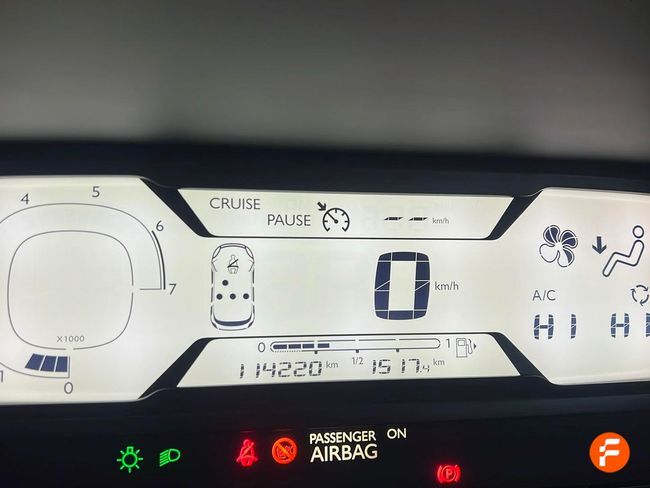 CRUISE
PAUSE
-- km/h
4 5 6 7
X1000
1 0
0 km/h
A/C
HI HI
0 1/2 1
114220 km 1517.4 km
PASSENGER ON
AIRBAG
P
F